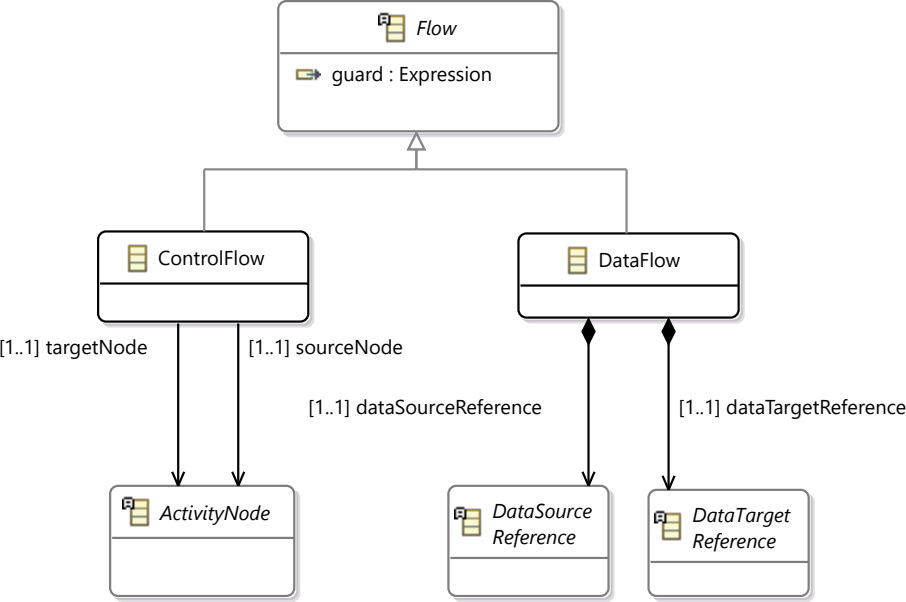 Flow
guard : Expression
ControlFlow
DataFlow
[1..1] targetNode
[1..1] sourceNode
[1..1] dataSourceReference
[1..1] dataTargetReference
ActivityNode
DataSource
Reference
DataTarget
Reference